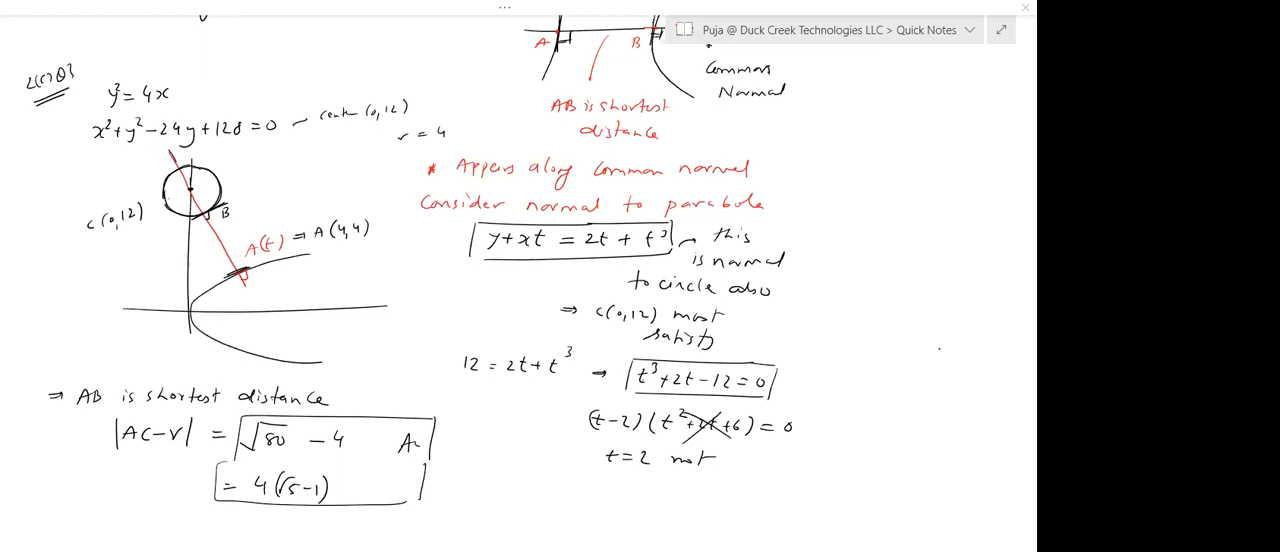 Puja @ Duck Creek Technologies LLC > Quick Notes
A
B
Common
Normal
AB is shortest
distance
y² = 4x
x² + y² - 24y + 128 = 0 - center (0,12)
r = 4
C(0,12)
B
A(t) = A(4,4)
⇒ AB is shortest distance
|AC-r| = √80 - 4
= 4(√5-1)
* Appers along common normal
Consider normal to parabola
y + xt = 2t + t³
this
is normal
to circle also
⇒ C(0,12) must
satisfy
12 = 2t + t³ → t³ + 2t - 12 = 0
(t-2)(t² + 2t + 6) = 0
t = 2